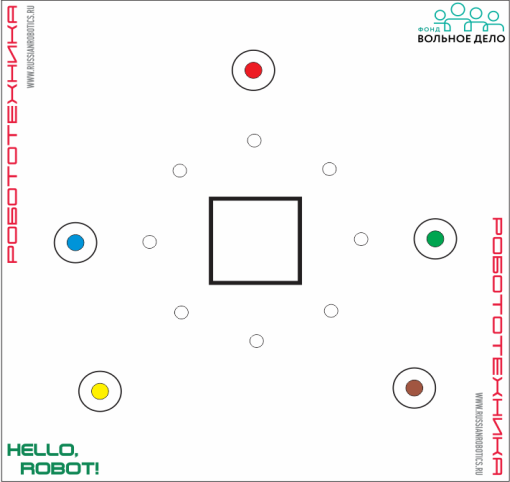 РОБОТОТЕХНИКА
WWW.RUSSIANROBOTICS.RU
ФОНД
ВОЛЬНОЕ ДЕЛО
РОБОТОТЕХНИКА
WWW.RUSSIANROBOTICS.RU
HELLO,
ROBOT!